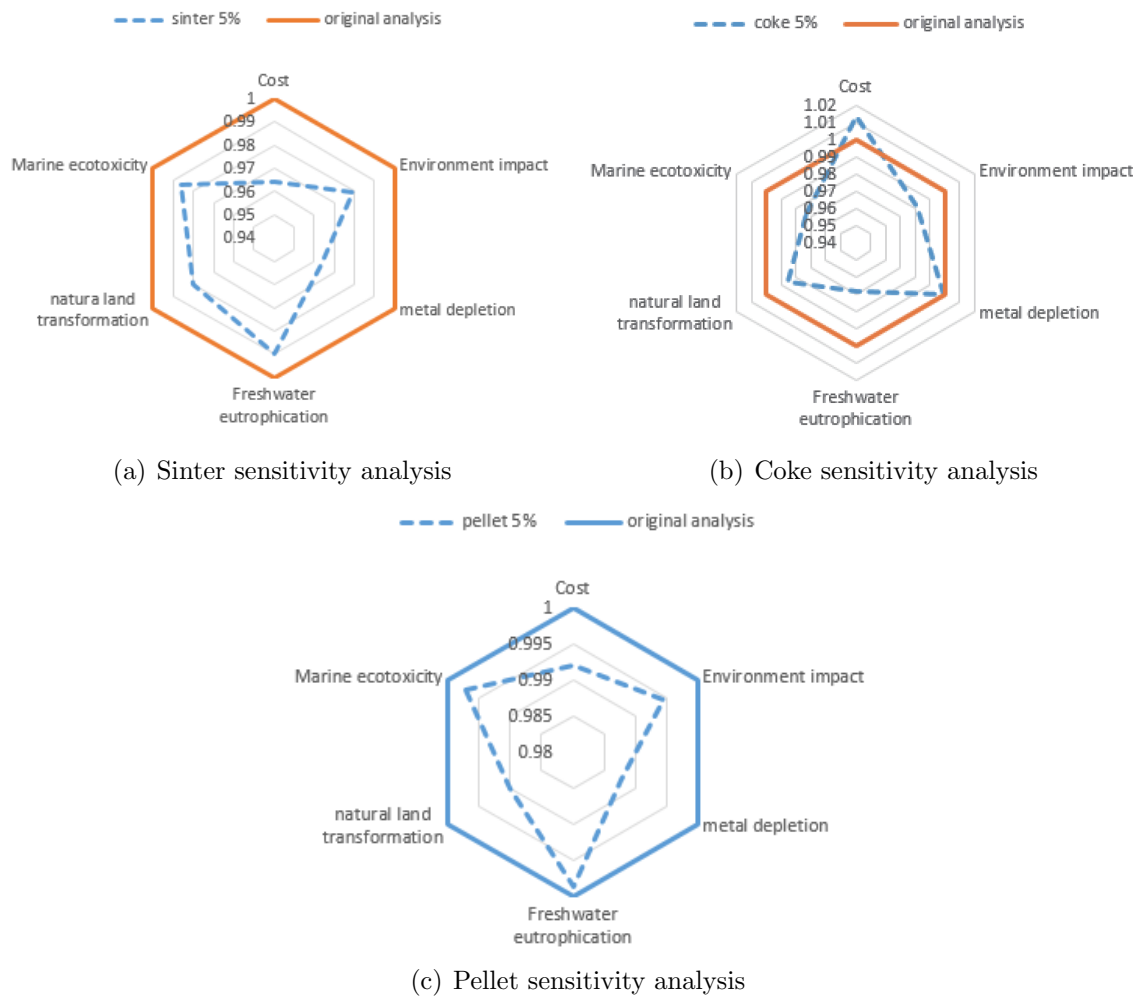 sinter 5% original analysis
Cost
1
0.99
0.98
0.97
0.96
0.95
0.94
Marine ecotoxicity
Environment impact
natura land
transformation
metal depletion
Freshwater
eutrophication
(a) Sinter sensitivity analysis
coke 5% original analysis
Cost
1.02
1.01
1
0.99
0.98
0.97
0.96
0.95
0.94
Marine ecotoxicity
Environment impact
natural land
transformation
metal depletion
Freshwater
eutrophication
(b) Coke sensitivity analysis
pellet 5% original analysis
Cost
1
0.995
0.99
0.985
0.98
Marine ecotoxicity
Environment impact
natural land
transformation
metal depletion
Freshwater
eutrophication
(c) Pellet sensitivity analysis